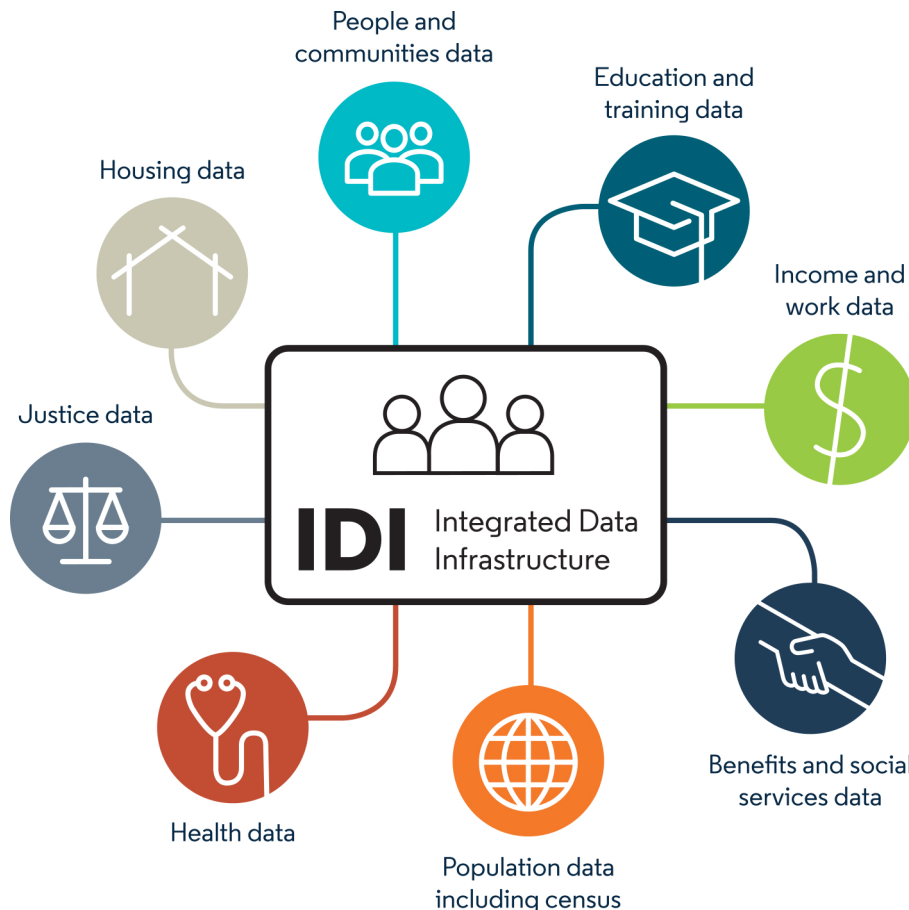 People and
communities data
Education and
training data
Housing data
Income and
work data
Justice data
IDI
Integrated Data
Infrastructure
Benefits and social
services data
Health data
Population data
including census